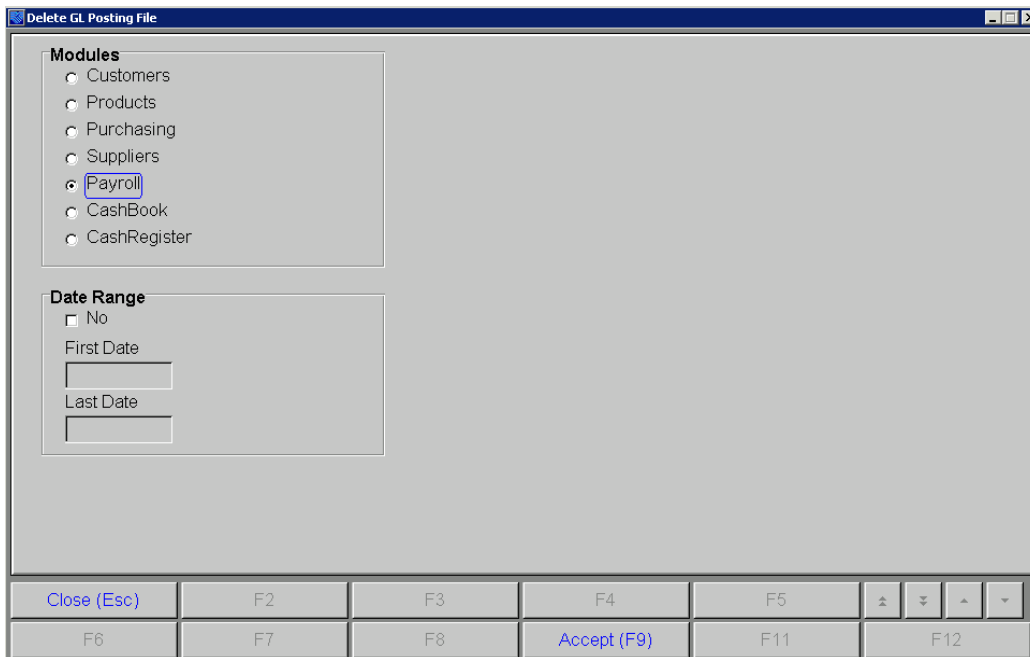 Delete GL Posting File
Modules
Customers
Products
Purchasing
Suppliers
Payroll
CashBook
CashRegister
Date Range
No
First Date
Last Date
Close (Esc) F2 F3 F4 F5
F6 F7 F8 Accept (F9) F11 F12